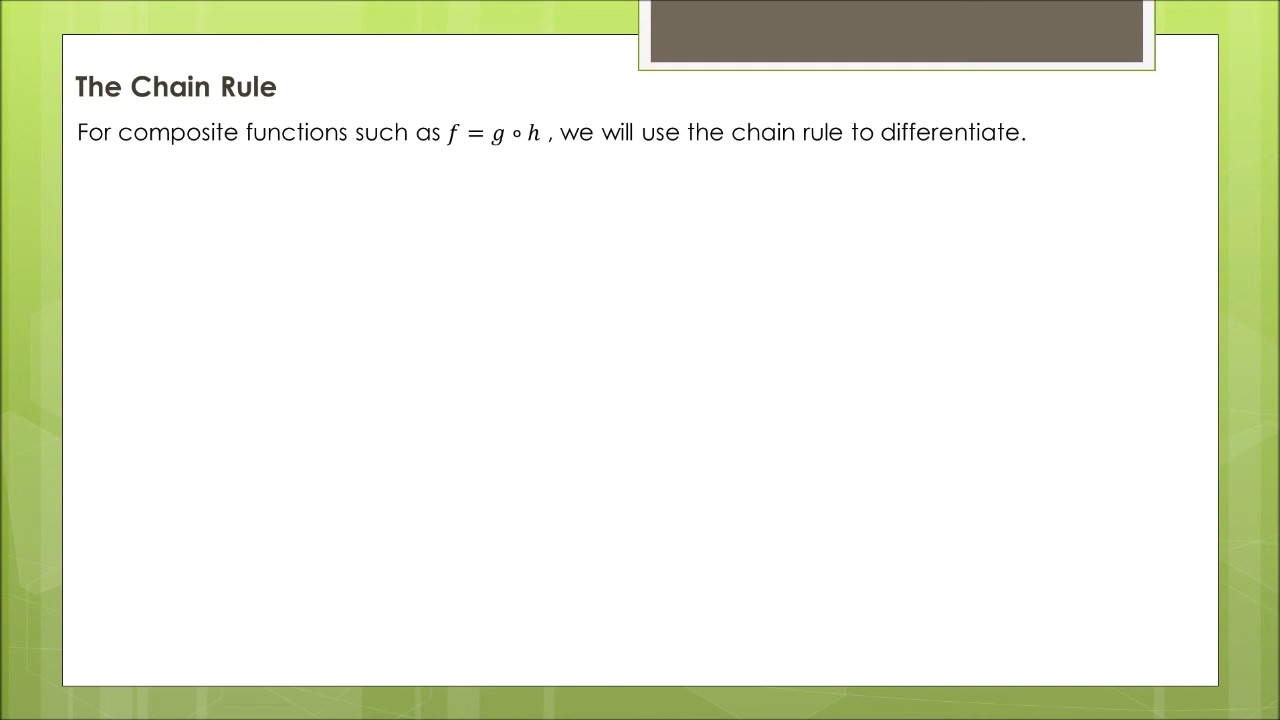 The Chain Rule
For composite functions such as f = g ∘ h , we will use the chain rule to differentiate.